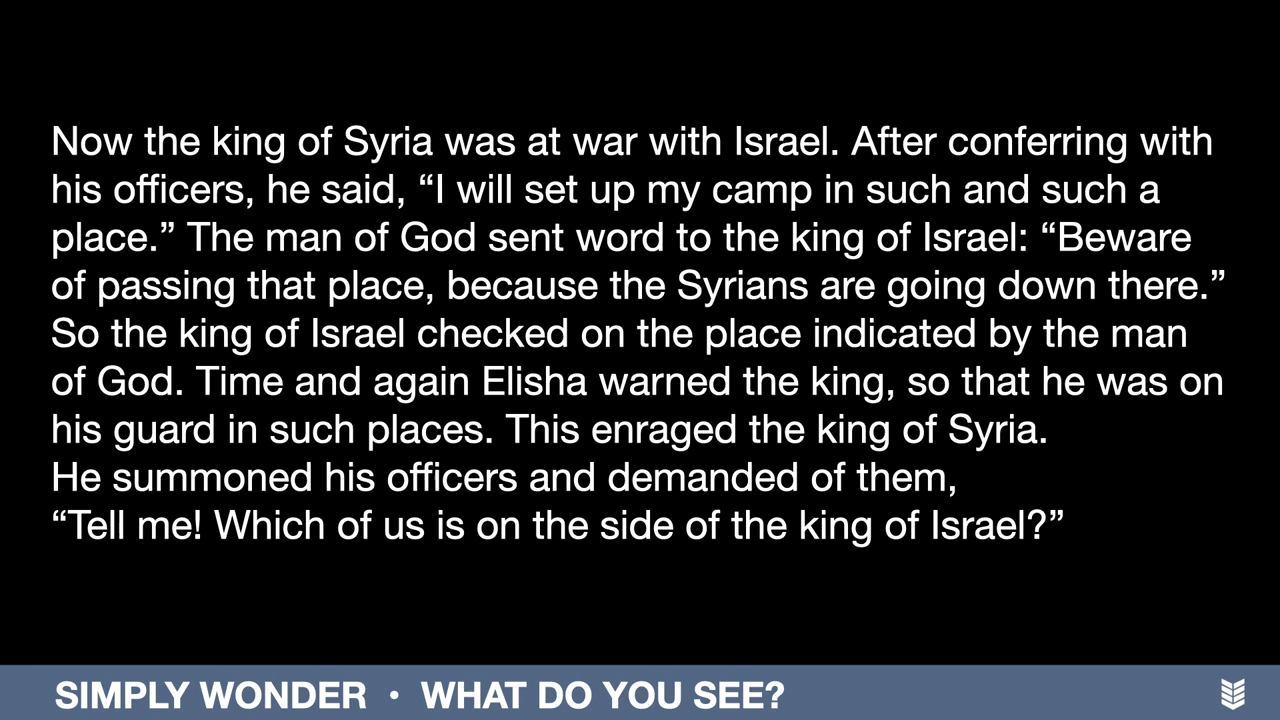 Now the king of Syria was at war with Israel. After conferring with
his officers, he said, “I will set up my camp in such and such a
place.” The man of God sent word to the king of Israel: “Beware
of passing that place, because the Syrians are going down there.”
So the king of Israel checked on the place indicated by the man
of God. Time and again Elisha warned the king, so that he was on
his guard in such places. This enraged the king of Syria.
He summoned his officers and demanded of them,
“Tell me! Which of us is on the side of the king of Israel?”
SIMPLY WONDER • WHAT DO YOU SEE?